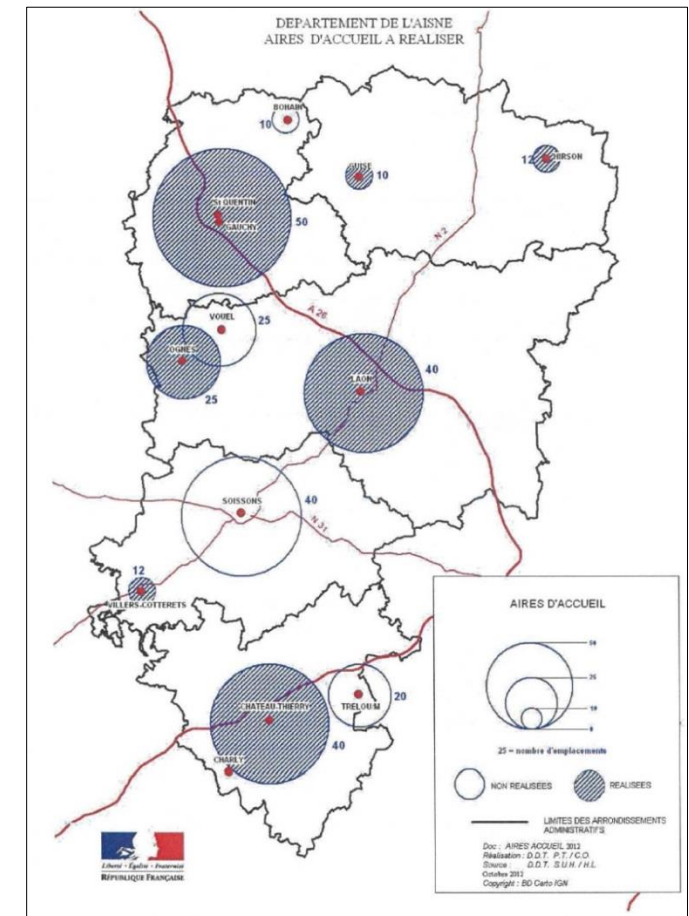 DEPARTEMENT DE L'AISNE
AIRES D'ACCUEIL A REALISER
BOHAIN
10
GUISE
10
HIRSON
12
St QUENTIN
GAUCHY
50
N 2
A 26
VOUEL
25
25
LAON
40
SOISSONS
40
N 31
12
VILLERS-COTTERETS
CHATEAU-THIERRY
40
TRELOU/M
20
CHARLY
AIRES D'ACCUEIL
50
25
10
0
25 = nombre d'emplacements
NON REALISEES
REALISEES
LIMITES DES ARRONDISSEMENTS
ADMINISTRATIFS
Doc : AIRES ACCUEIL 2012
Réalisation : D.D.T. P.T. / C.O.
Source : D.D.T. S.U.H. / H.L.
Octobre 2012
Copyright : BD Carto IGN
Liberté • Égalité • Fraternité
RÉPUBLIQUE FRANÇAISE